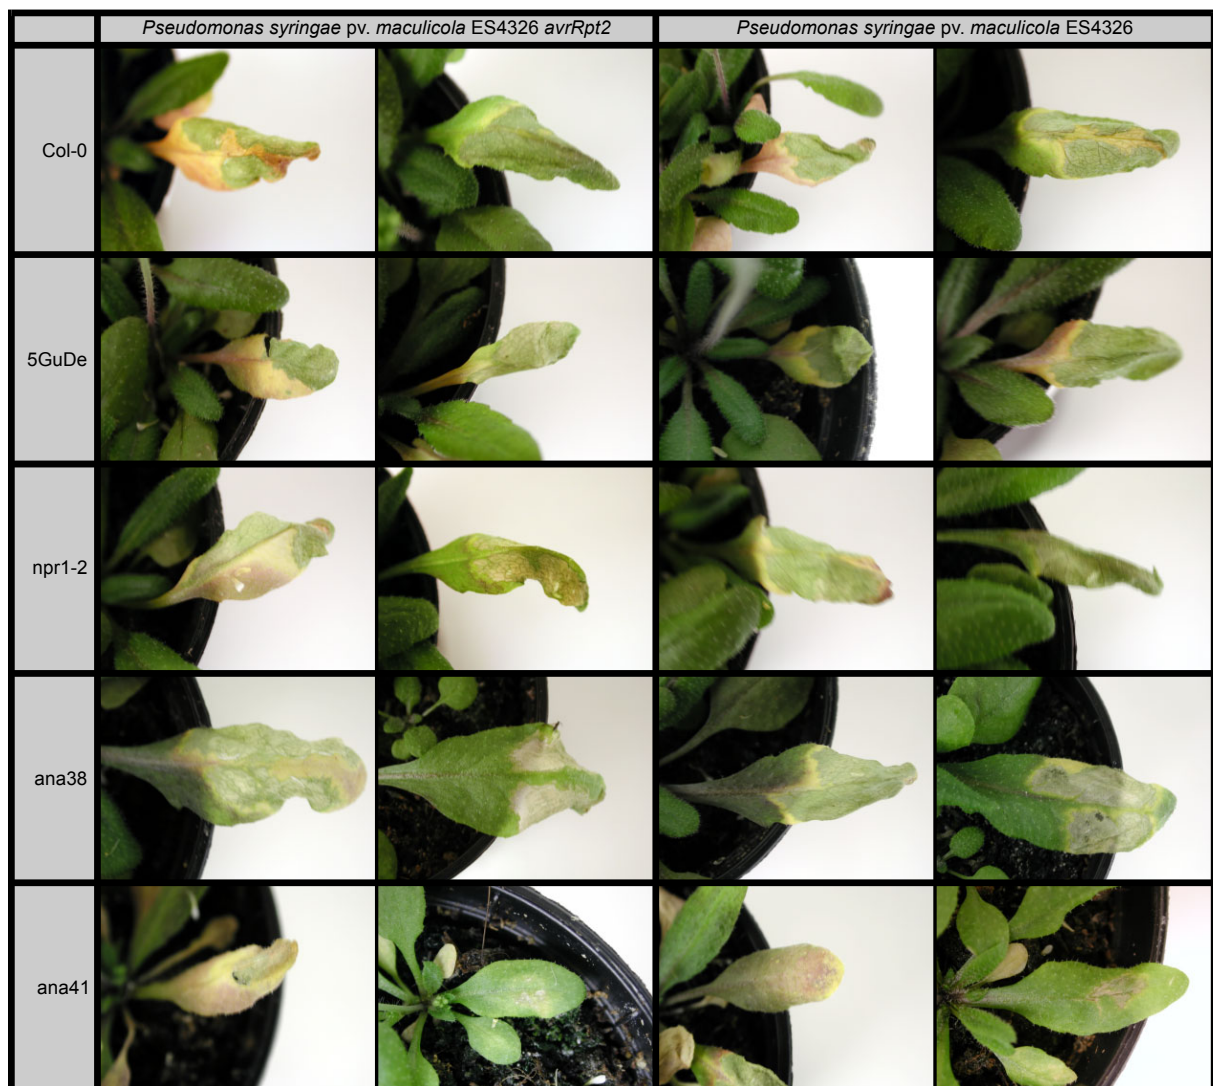 Pseudomonas syringae pv. maculicola ES4326 avrRpt2
Pseudomonas syringae pv. maculicola ES4326
Col-0
5GuDe
npr1-2
ana38
ana41